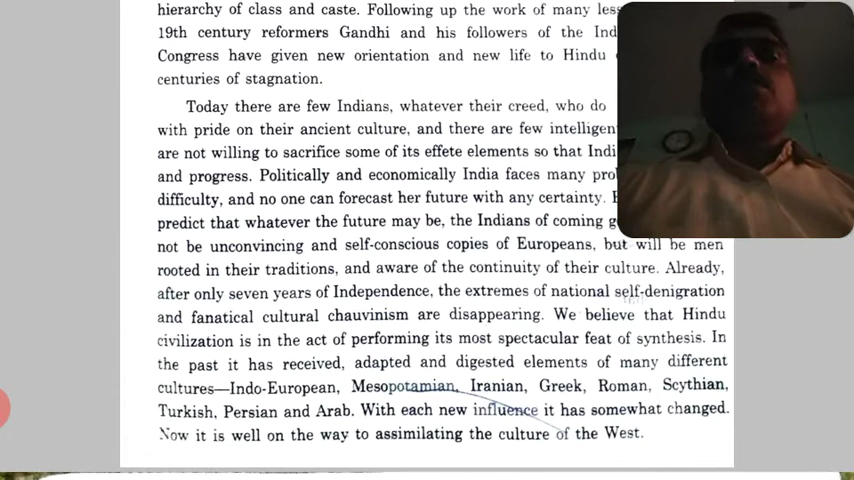 hierarchy of class and caste. Following up the work of many
19th century reformers Gandhi and his followers of the
Congress have given new orientation and new life to Hindu
centuries of stagnation.
Today there are few Indians, whatever their creed, who do
with pride on their ancient culture, and there are few
are not willing to sacrifice some of its effete elements so that
and progress. Politically and economically India faces many
difficulty, and no one can forecast her future with any certainty.
predict that whatever the future may be, the Indians of coming
not be unconvincing and self-conscious copies of Europeans, but will be men
rooted in their traditions, and aware of the continuity of their culture. Already,
after only seven years of Independence, the extremes of national self-denigration
and fanatical cultural chauvinism are disappearing. We believe that Hindu
civilization is in the act of performing its most spectacular feat of synthesis. In
the past it has received, adapted and digested elements of many different
cultures—Indo-European, Mesopotamian, Iranian, Greek, Roman, Scythian,
Turkish, Persian and Arab. With each new influence it has somewhat changed.
Now it is well on the way to assimilating the culture of the West.